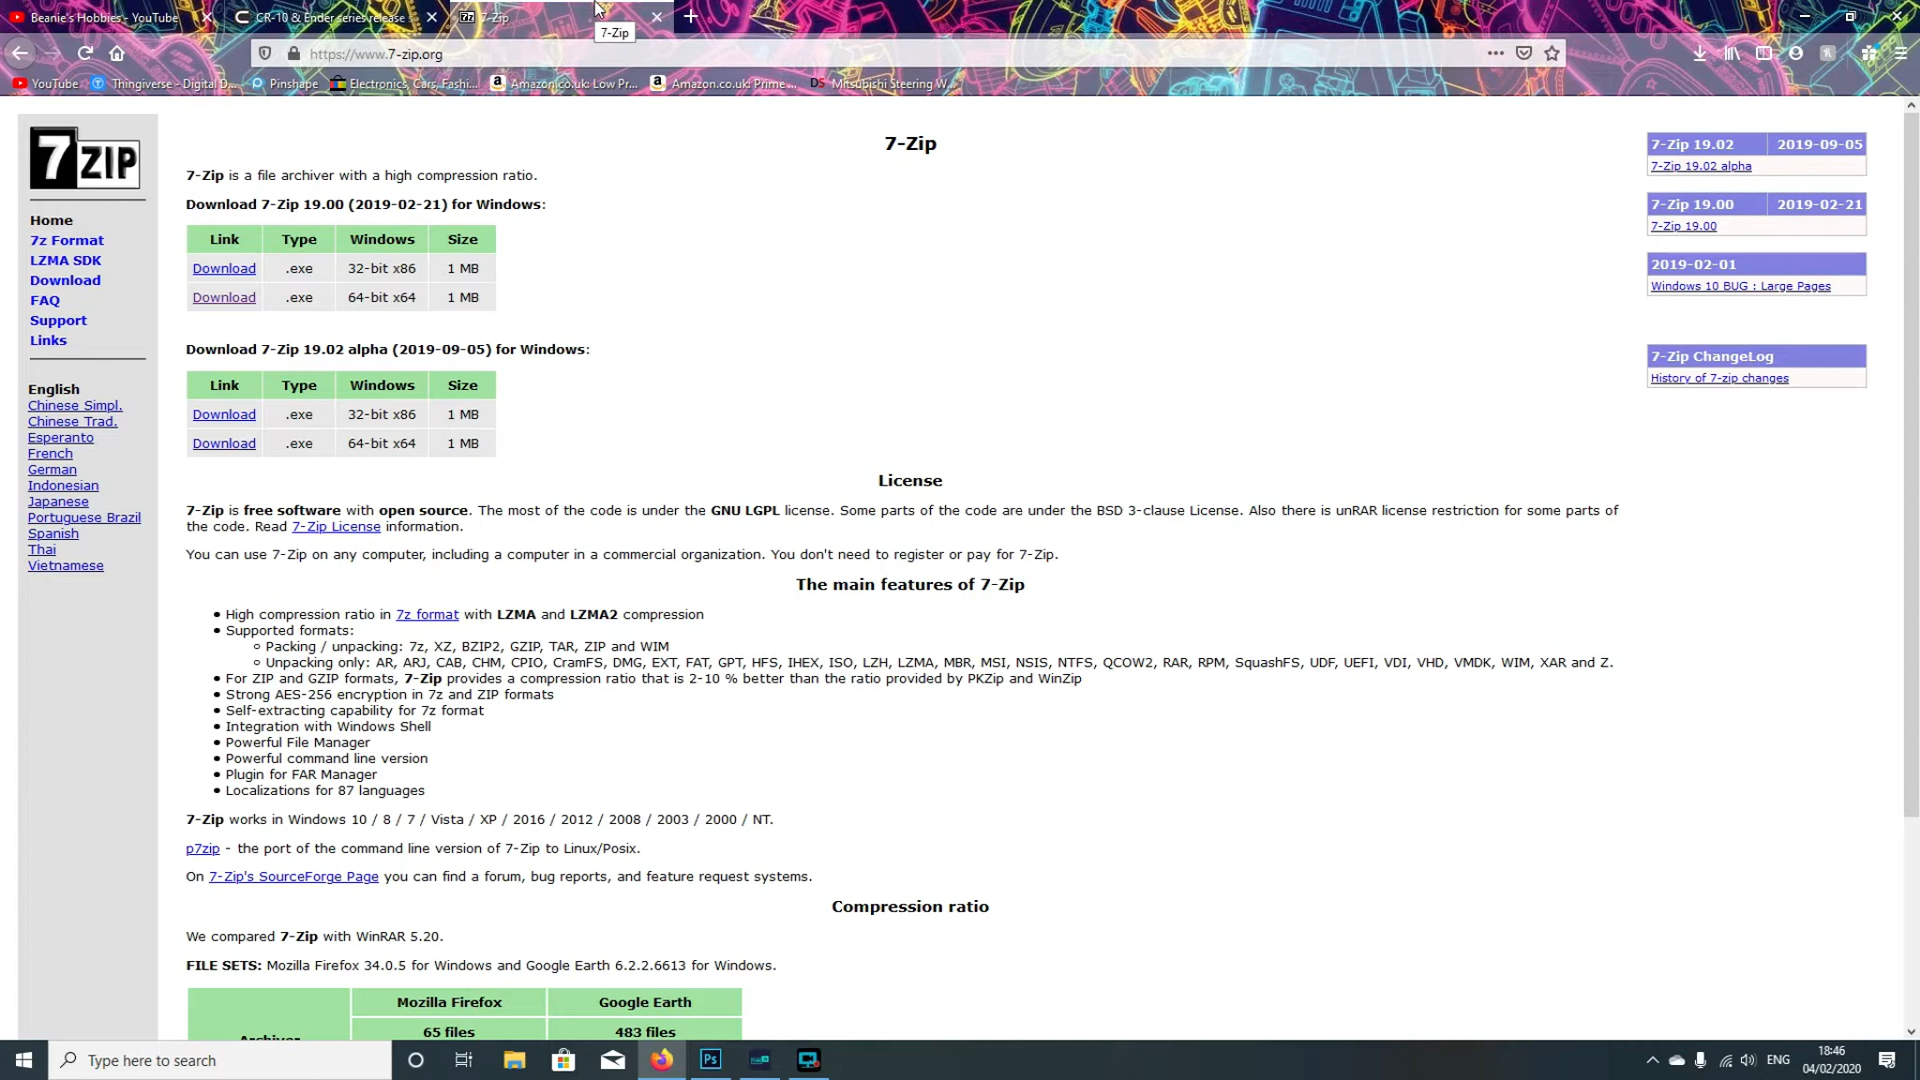 Beanie's Hobbies - YouTube
CR-10 & Ender series release s
7-Zip
7-Zip
https://www.7-zip.org
YouTube
Thingiverse - Digital D...
Pinshape
Electronics, Cars, Fashi...
Amazon.co.uk: Low Pr...
Amazon.co.uk: Prime ...
DS Mitsubishi Steering W...
7ZIP
Home
7z Format
LZMA SDK
Download
FAQ
Support
Links
English
Chinese Simpl.
Chinese Trad.
Esperanto
French
German
Indonesian
Japanese
Portuguese Brazil
Spanish
Thai
Vietnamese
7-Zip
7-Zip is a file archiver with a high compression ratio.
Download 7-Zip 19.00 (2019-02-21) for Windows:
Link Type Windows Size
Download .exe 32-bit x86 1 MB
Download .exe 64-bit x64 1 MB
Download 7-Zip 19.02 alpha (2019-09-05) for Windows:
Link Type Windows Size
Download .exe 32-bit x86 1 MB
Download .exe 64-bit x64 1 MB
License
7-Zip is free software with open source. The most of the code is under the GNU LGPL license. Some parts of the code are under the BSD 3-clause License. Also there is unRAR license restriction for some parts of
the code. Read 7-Zip License information.
You can use 7-Zip on any computer, including a computer in a commercial organization. You don't need to register or pay for 7-Zip.
The main features of 7-Zip
High compression ratio in 7z format with LZMA and LZMA2 compression
Supported formats:
Packing / unpacking: 7z, XZ, BZIP2, GZIP, TAR, ZIP and WIM
Unpacking only: AR, ARJ, CAB, CHM, CPIO, CramFS, DMG, EXT, FAT, GPT, HFS, IHEX, ISO, LZH, LZMA, MBR, MSI, NSIS, NTFS, QCOW2, RAR, RPM, SquashFS, UDF, UEFI, VDI, VHD, VMDK, WIM, XAR and Z.
For ZIP and GZIP formats, 7-Zip provides a compression ratio that is 2-10 % better than the ratio provided by PKZip and WinZip
Strong AES-256 encryption in 7z and ZIP formats
Self-extracting capability for 7z format
Integration with Windows Shell
Powerful File Manager
Powerful command line version
Plugin for FAR Manager
Localizations for 87 languages
7-Zip works in Windows 10 / 8 / 7 / Vista / XP / 2016 / 2012 / 2008 / 2003 / 2000 / NT.
p7zip - the port of the command line version of 7-Zip to Linux/Posix.
On 7-Zip's SourceForge Page you can find a forum, bug reports, and feature request systems.
Compression ratio
We compared 7-Zip with WinRAR 5.20.
FILE SETS: Mozilla Firefox 34.0.5 for Windows and Google Earth 6.2.2.6613 for Windows.
Mozilla Firefox Google Earth
65 files 483 files
Archiver
7-Zip 19.02 2019-09-05
7-Zip 19.02 alpha
7-Zip 19.00 2019-02-21
7-Zip 19.00
2019-02-01
Windows 10 BUG : Large Pages
7-Zip ChangeLog
History of 7-zip changes
Type here to search
Ps
ENG
18:46
04/02/2020